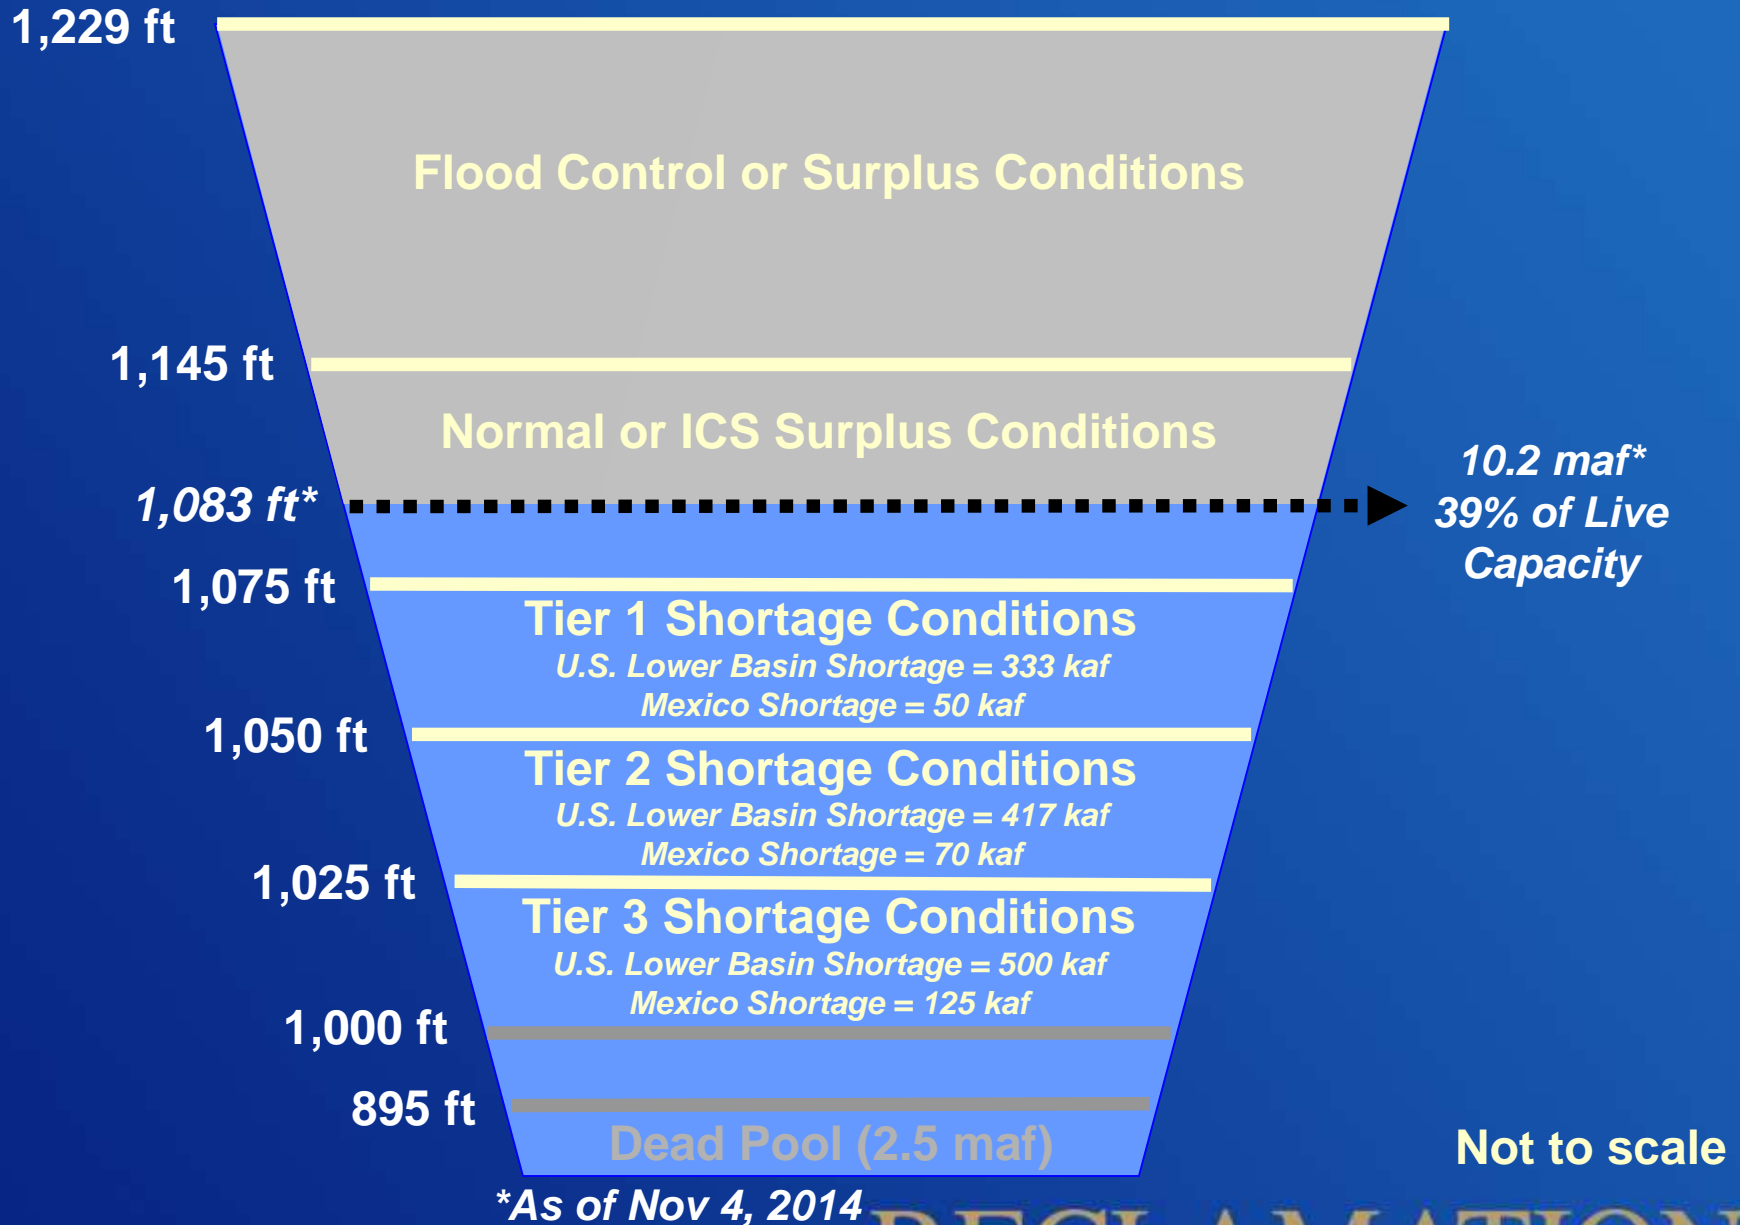 1,229 ft
Flood Control or Surplus Conditions
1,145 ft
Normal or ICS Surplus Conditions
1,083 ft*
10.2 maf*
39% of Live
Capacity
1,075 ft
Tier 1 Shortage Conditions
U.S. Lower Basin Shortage = 333 kaf
Mexico Shortage = 50 kaf
1,050 ft
Tier 2 Shortage Conditions
U.S. Lower Basin Shortage = 417 kaf
Mexico Shortage = 70 kaf
1,025 ft
Tier 3 Shortage Conditions
U.S. Lower Basin Shortage = 500 kaf
Mexico Shortage = 125 kaf
1,000 ft
895 ft
Dead Pool (2.5 maf)
Not to scale
*As of Nov 4, 2014
RECLAMATION